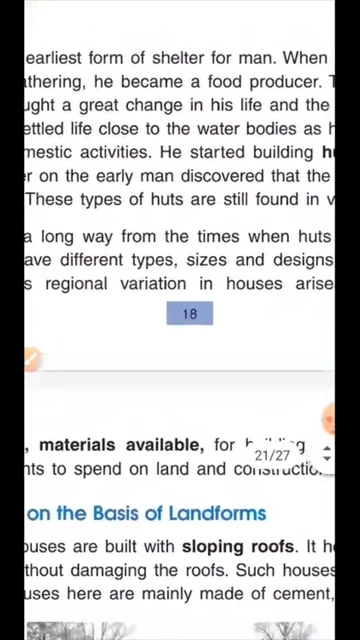 earliest form of shelter for man. When
athering, he became a food producer.
ught a great change in his life and the
ettled life close to the water bodies as h
mestic activities. He started building h
er on the early man discovered that the
These types of huts are still found in v
a long way from the times when huts
ave different types, sizes and designs
s regional variation in houses arise
18
, materials available, for building
21/27
nts to spend on land and constructio
on the Basis of Landforms
ouses are built with sloping roofs. It he
thout damaging the roofs. Such houses
uses here are mainly made of cement,